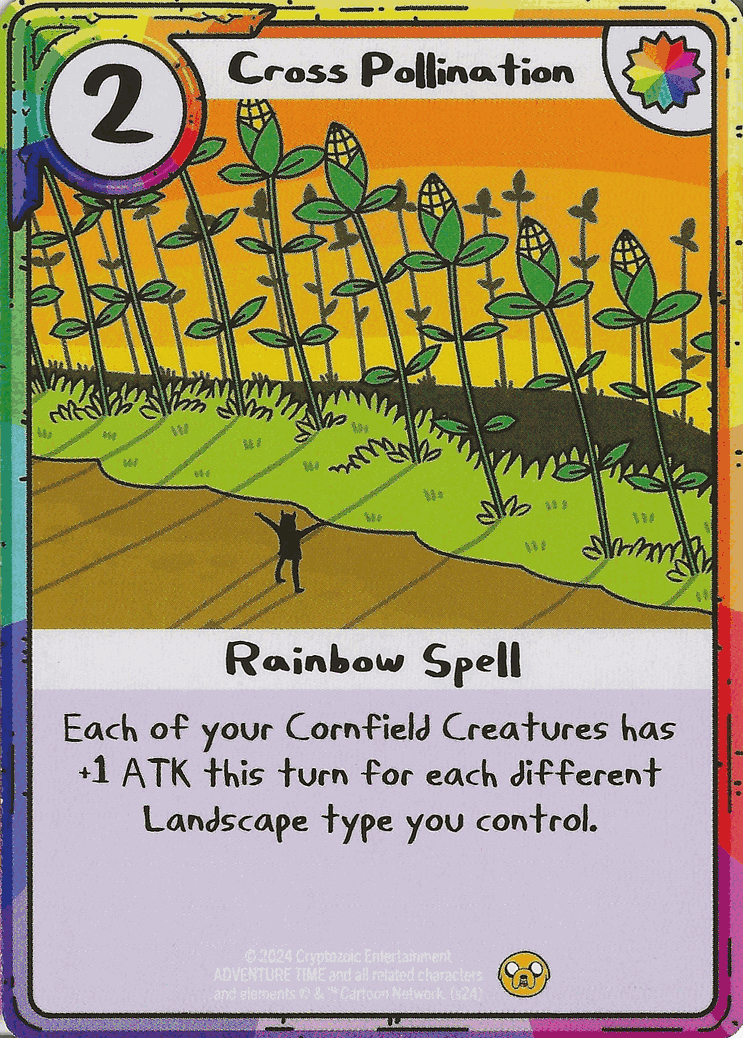 2
Cross Pollination
Rainbow Spell
Each of your Cornfield Creatures has
+1 ATK this turn for each different
Landscape type you control.
© 2024 Cryptozoic Entertainment.
ADVENTURE TIME and all related characters
and elements © & ™ Cartoon Network. (s24)